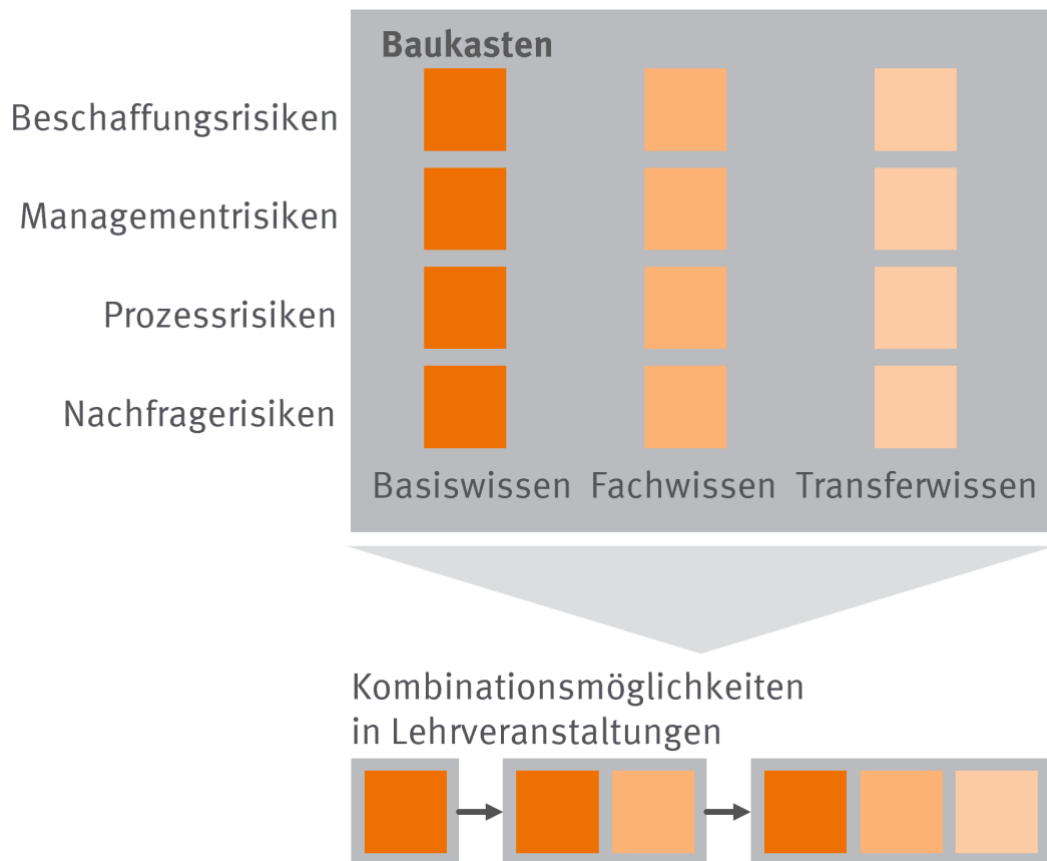 Baukasten
Beschaffungsrisiken
Managementrisiken
Prozessrisiken
Nachfragerisiken
Basiswissen Fachwissen Transferwissen
Kombinationsmöglichkeiten
in Lehrveranstaltungen